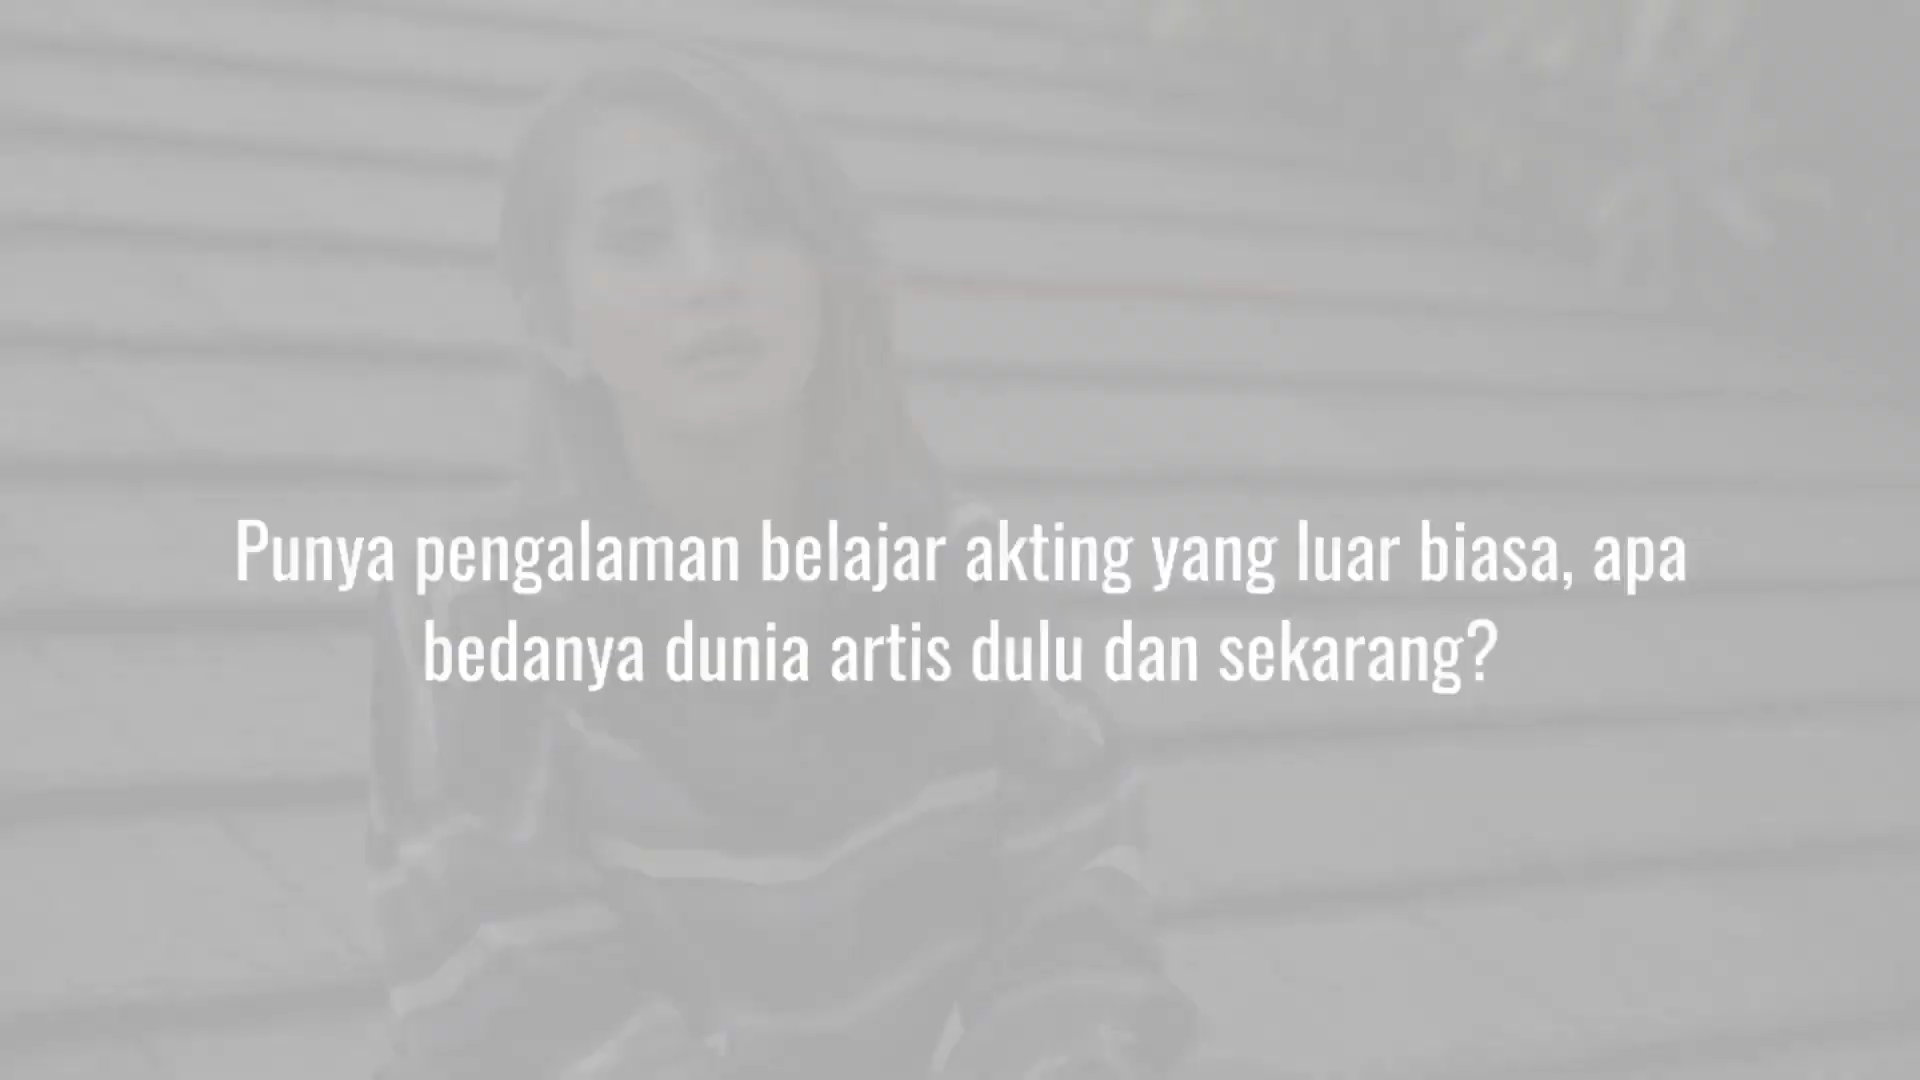 Punya pengalaman belajar akting yang luar biasa, apa
bedanya dunia artis dulu dan sekarang?